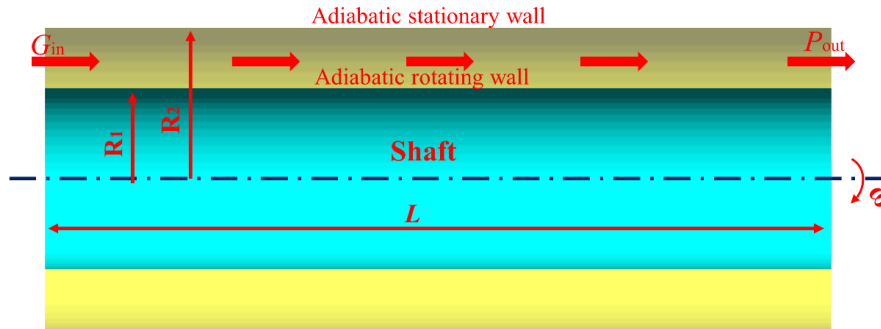 Adiabatic stationary wall
Gin
Pout
Adiabatic rotating wall
R1
R2
Shaft
L
ω